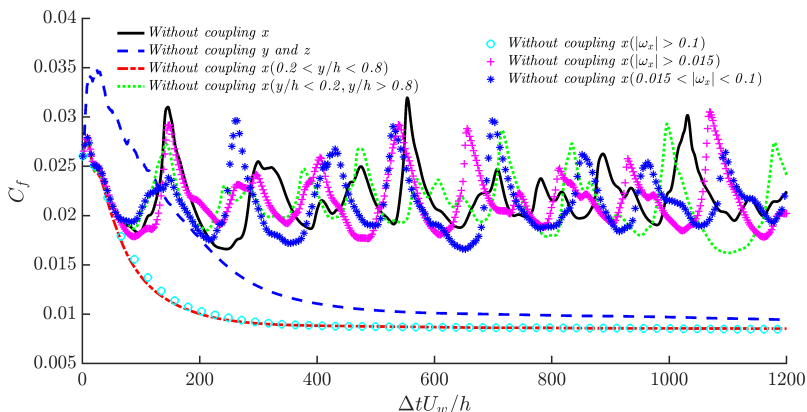 0.04
0.035
0.03
0.025
0.02
0.015
0.01
0.005
C_f
Without coupling x
Without coupling y and z
Without coupling x(0.2 < y/h < 0.8)
Without coupling x(y/h < 0.2, y/h > 0.8)
Without coupling x(|ω_x| > 0.1)
Without coupling x(|ω_x| > 0.015)
Without coupling x(0.015 < |ω_x| < 0.1)
0 200 400 600 800 1000 1200
ΔtU_w/h